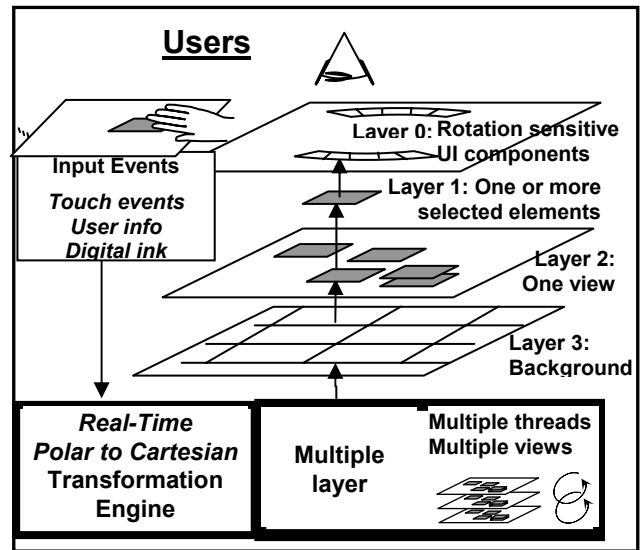 Users
Layer 0: Rotation sensitive
UI components
Input Events
Touch events
User info
Digital ink
Layer 1: One or more
selected elements
Layer 2:
One view
Layer 3:
Background
Real-Time
Polar to Cartesian
Transformation
Engine
Multiple
layer
Multiple threads
Multiple views